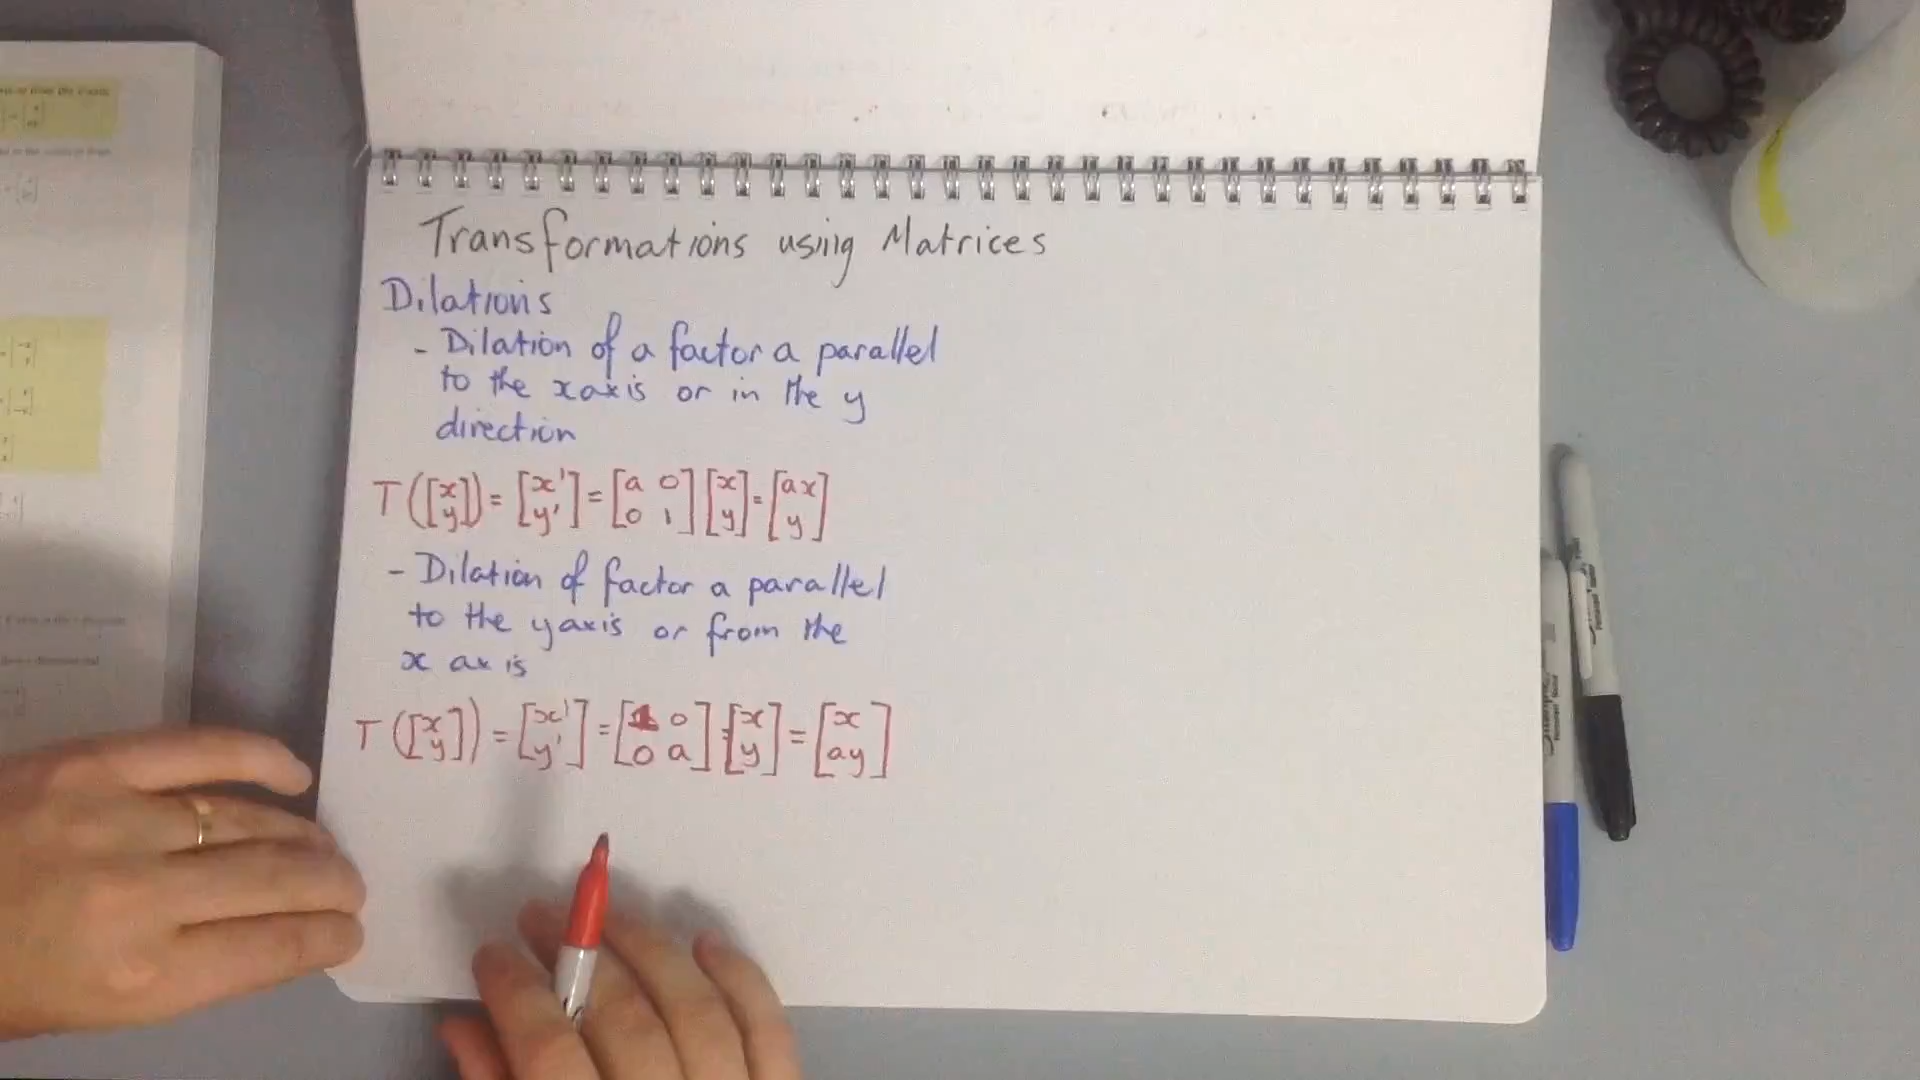 Transformations using Matrices
Dilations
- Dilation of a factor a parallel
to the x axis or in the y
direction
T([x y]) = [x' y'] = [a 0 0 1] [x y] = [ax y]
- Dilation of factor a parallel
to the y axis or from the
x axis
T([x y]) = [x' y'] = [1 0 0 a] [x y] = [x ay]